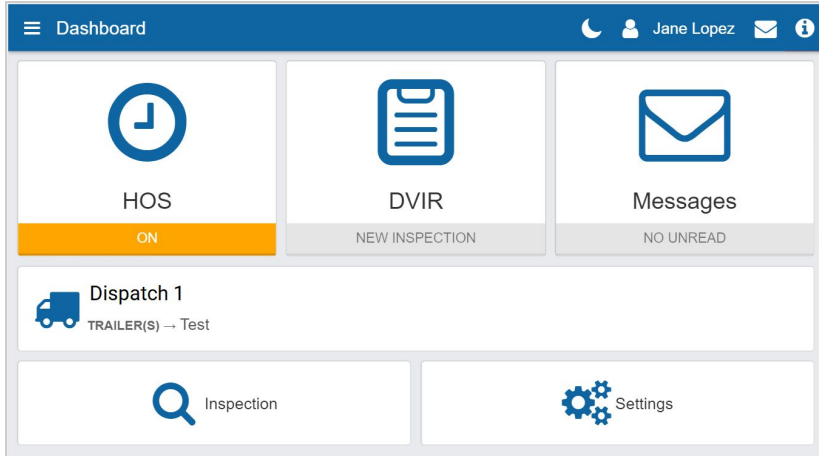 Dashboard
Jane Lopez
HOS
ON
DVIR
NEW INSPECTION
Messages
NO UNREAD
Dispatch 1
TRAILER(S) → Test
Inspection
Settings